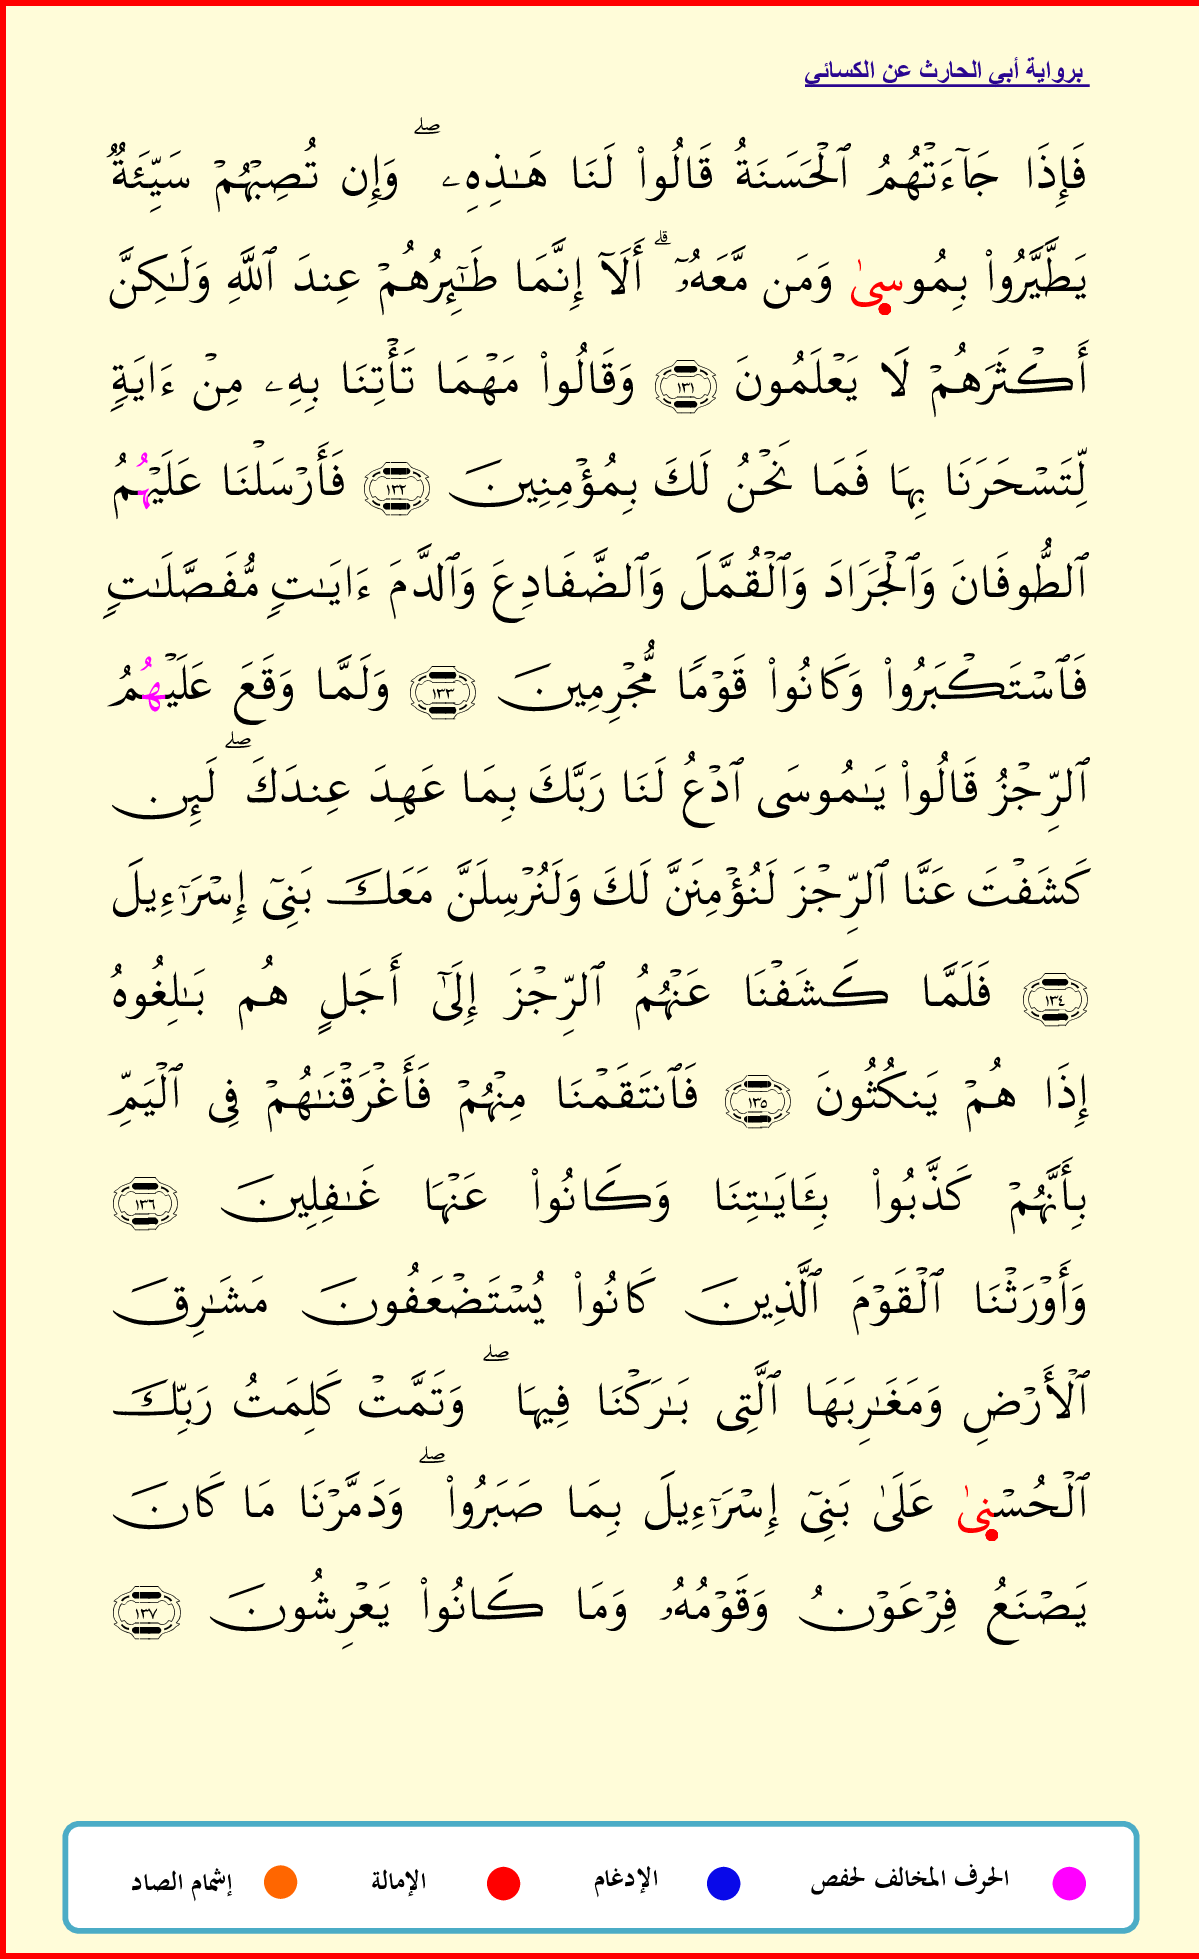 برواية أبي الحارث عن الكسائي
فَإِذَا جَآءَتْهُمُ ٱلْحَسَنَةُ قَالُوا۟ لَنَا هَـٰذِهِۦ ۖ وَإِن تُصِبْهُمْ سَيِّئَةٌ
يَطَّيَّرُوا۟ بِمُوسِىٰ وَمَن مَّعَهُۥٓ ۗ أَلَآ إِنَّمَا طَـٰٓئِرُهُمْ عِندَ ٱللَّهِ وَلَـٰكِنَّ
أَكْثَرَهُمْ لَا يَعْلَمُونَ ١٣١ وَقَالُوا۟ مَهْمَا تَأْتِنَا بِهِۦ مِنْ ءَايَةٍ
لِّتَسْحَرَنَا بِهَا فَمَا نَحْنُ لَكَ بِمُؤْمِنِينَ ١٣٢ فَأَرْسَلْنَا عَلَيْهُمُ
ٱلطُّوفَانَ وَٱلْجَرَادَ وَٱلْقُمَّلَ وَٱلضَّفَادِعَ وَٱلدَّمَ ءَايَـٰتٍ مُّفَصَّلَـٰتٍ
فَٱسْتَكْبَرُوا۟ وَكَانُوا۟ قَوْمًا مُّجْرِمِينَ ١٣٣ وَلَمَّا وَقَعَ عَلَيْهُمُ
ٱلرِّجْزُ قَالُوا۟ يَـٰمُوسَى ٱدْعُ لَنَا رَبَّكَ بِمَا عَهِدَ عِندَكَ ۖ لَئِن
كَشَفْتَ عَنَّا ٱلرِّجْزَ لَنُؤْمِنَنَّ لَكَ وَلَنُرْسِلَنَّ مَعَكَ بَنِىٓ إِسْرَٰٓءِيلَ
١٣٤ فَلَمَّا كَشَفْنَا عَنْهُمُ ٱلرِّجْزَ إِلَىٰٓ أَجَلٍ هُم بَـٰلِغُوهُ
إِذَا هُمْ يَنكُثُونَ ١٣٥ فَٱنتَقَمْنَا مِنْهُمْ فَأَغْرَقْنَـٰهُمْ فِى ٱلْيَمِّ
بِأَنَّهُمْ كَذَّبُوا۟ بِـَٔايَـٰتِنَا وَكَانُوا۟ عَنْهَا غَـٰفِلِينَ ١٣٦
وَأَوْرَثْنَا ٱلْقَوْمَ ٱلَّذِينَ كَانُوا۟ يُسْتَضْعَفُونَ مَشَـٰرِقَ
ٱلْأَرْضِ وَمَغَـٰرِبَهَا ٱلَّتِى بَـٰرَكْنَا فِيهَا ۖ وَتَمَّتْ كَلِمَتُ رَبِّكَ
ٱلْحُسْنِىٰ عَلَىٰ بَنِىٓ إِسْرَٰٓءِيلَ بِمَا صَبَرُوا۟ ۖ وَدَمَّرْنَا مَا كَانَ
يَصْنَعُ فِرْعَوْنُ وَقَوْمُهُۥ وَمَا كَانُوا۟ يَعْرِشُونَ ١٣٧
الحرف المخالف لحفص الإدغام الإمالة إشمام الصاد